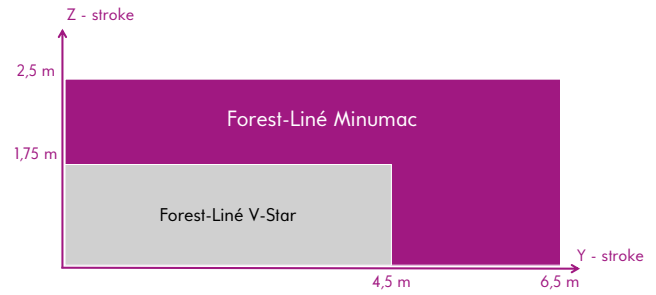 Z - stroke
2,5 m
Forest-Liné Minumac
1,75 m
Forest-Liné V-Star
Y - stroke
4,5 m
6,5 m